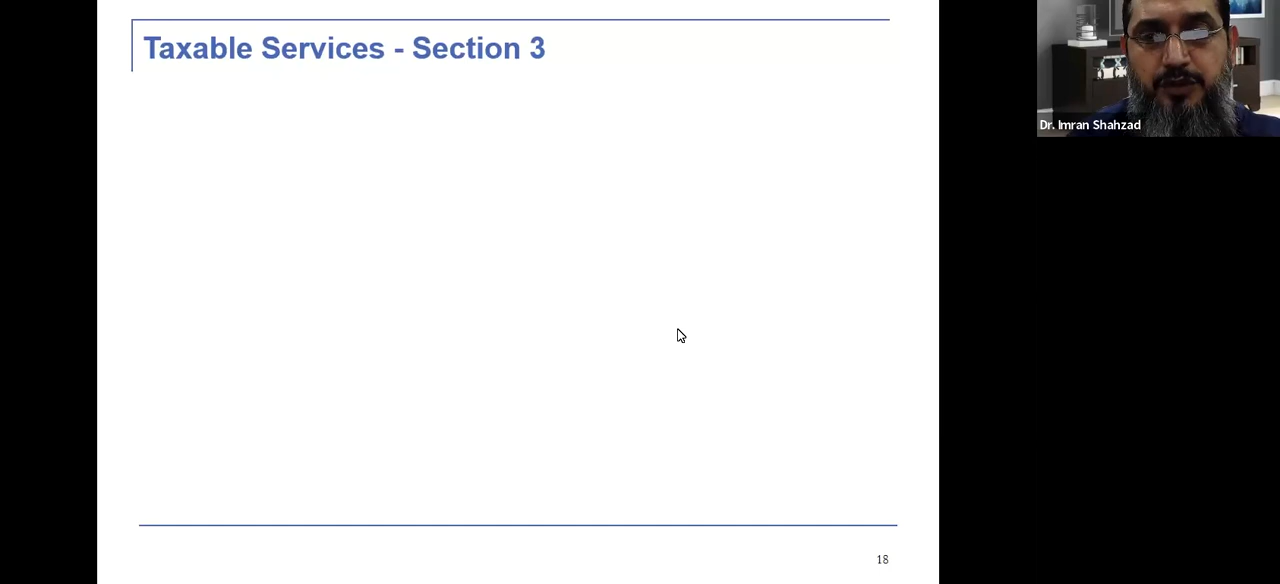 Taxable Services - Section 3
Dr. Imran Shahzad
18